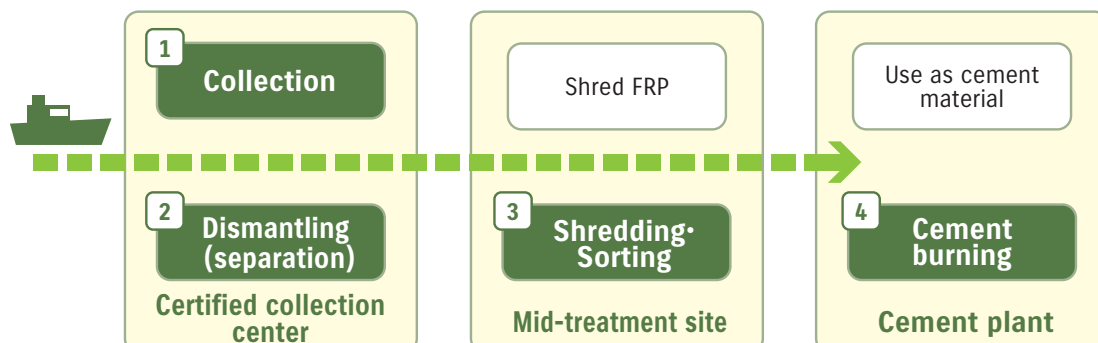 1
Collection
2
Dismantling
(separation)
Certified collection
center
Shred FRP
3
Shredding・
Sorting
Mid-treatment site
Use as cement
material
4
Cement
burning
Cement plant